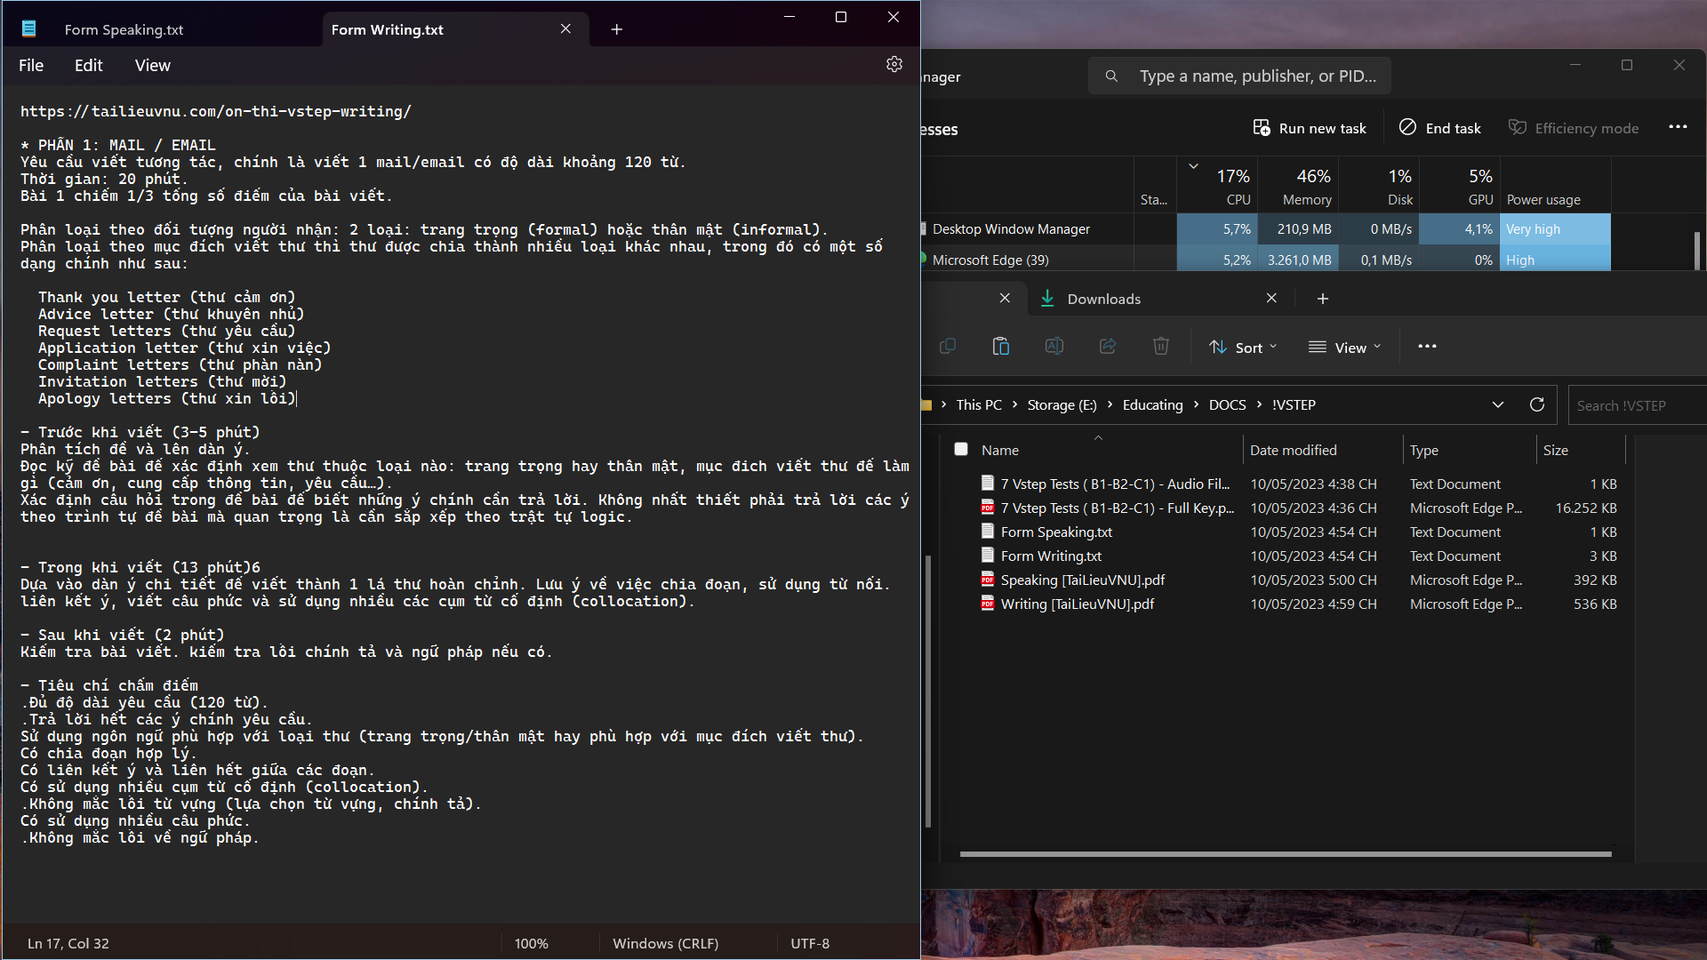 Form Speaking.txt
Form Writing.txt
File Edit View
https://tailieuvnu.com/on-thi-vstep-writing/
* PHẦN 1: MAIL / EMAIL
Yêu cầu viết tương tác, chính là viết 1 mail/email có độ dài khoảng 120 từ.
Thời gian: 20 phút.
Bài 1 chiếm 1/3 tổng số điểm của bài viết.
Phân loại theo đối tượng người nhận: 2 loại: trang trọng (formal) hoặc thân mật (informal).
Phân loại theo mục đích viết thư thì thư được chia thành nhiều loại khác nhau, trong đó có một số
dạng chính như sau:
Thank you letter (thư cảm ơn)
Advice letter (thư khuyên nhủ)
Request letters (thư yêu cầu)
Application letter (thư xin việc)
Complaint letters (thư phàn nàn)
Invitation letters (thư mời)
Apology letters (thư xin lỗi)
- Trước khi viết (3-5 phút)
Phân tích đề và lên dàn ý.
Đọc kỹ đề bài để xác định xem thư thuộc loại nào: trang trọng hay thân mật, mục đich viết thư để làm
gì (cảm ơn, cung cấp thông tin, yêu cầu…).
Xác định câu hỏi trong đề bài để biết những ý chính cần trả lời. Không nhất thiết phải trả lời các ý
theo trình tự đề bài mà quan trọng là cần sắp xếp theo trật tự logic.
- Trong khi viết (13 phút)6
Dựa vào dàn ý chi tiết để viết thành 1 lá thư hoàn chỉnh. Lưu ý về việc chia đoạn, sử dụng từ nối.
liên kết ý, viết câu phức và sử dụng nhiều các cụm từ cố định (collocation).
- Sau khi viết (2 phút)
Kiểm tra bài viết. kiểm tra lỗi chính tả và ngữ pháp nếu có.
- Tiêu chí chấm điểm
.Đủ độ dài yêu cầu (120 từ).
.Trả lời hết các ý chính yêu cầu.
Sử dụng ngôn ngữ phù hợp với loại thư (trang trọng/thân mật hay phù hợp với mục đích viết thư).
Có chia đoạn hợp lý.
Có liên kết ý và liên hết giữa các đoạn.
Có sử dụng nhiều cụm từ cố định (collocation).
.Không mắc lỗi từ vựng (lựa chọn từ vựng, chính tả).
Có sử dụng nhiều câu phức.
.Không mắc lỗi về ngữ pháp.
Ln 17, Col 32
100%
Windows (CRLF)
UTF-8
nager
Type a name, publisher, or PID...
esses
Run new task
End task
Efficiency mode
17% 46% 1% 5%
Sta... CPU Memory Disk GPU Power usage
Desktop Window Manager 5,7% 210,9 MB 0 MB/s 4,1% Very high
Microsoft Edge (39) 5,2% 3.261,0 MB 0,1 MB/s 0% High
Downloads
Sort
View
This PC > Storage (E:) > Educating > DOCS > !VSTEP
Search !VSTEP
Name Date modified Type Size
7 Vstep Tests ( B1-B2-C1) - Audio Fil... 10/05/2023 4:38 CH Text Document 1 KB
7 Vstep Tests ( B1-B2-C1) - Full Key.p... 10/05/2023 4:36 CH Microsoft Edge P... 16.252 KB
Form Speaking.txt 10/05/2023 4:54 CH Text Document 1 KB
Form Writing.txt 10/05/2023 4:54 CH Text Document 3 KB
Speaking [TaiLieuVNU].pdf 10/05/2023 5:00 CH Microsoft Edge P... 392 KB
Writing [TaiLieuVNU].pdf 10/05/2023 4:59 CH Microsoft Edge P... 536 KB